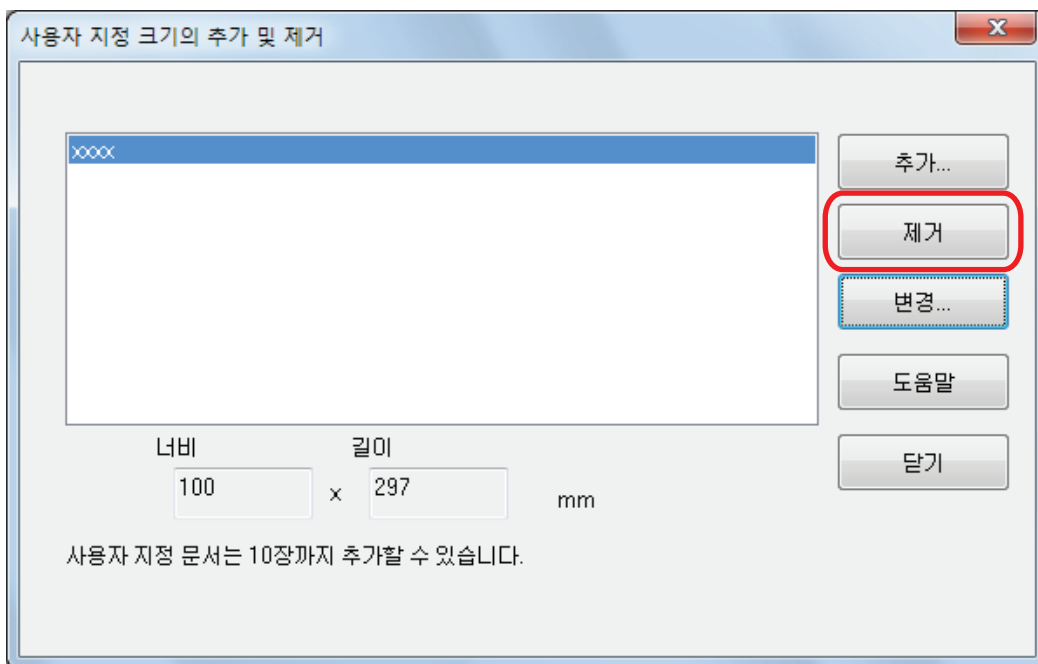 사용자 지정 크기의 추가 및 제거
xxxx
추가...
제거
변경...
도움말
닫기
너비 길이
100 x 297 mm
사용자 지정 문서는 10장까지 추가할 수 있습니다.